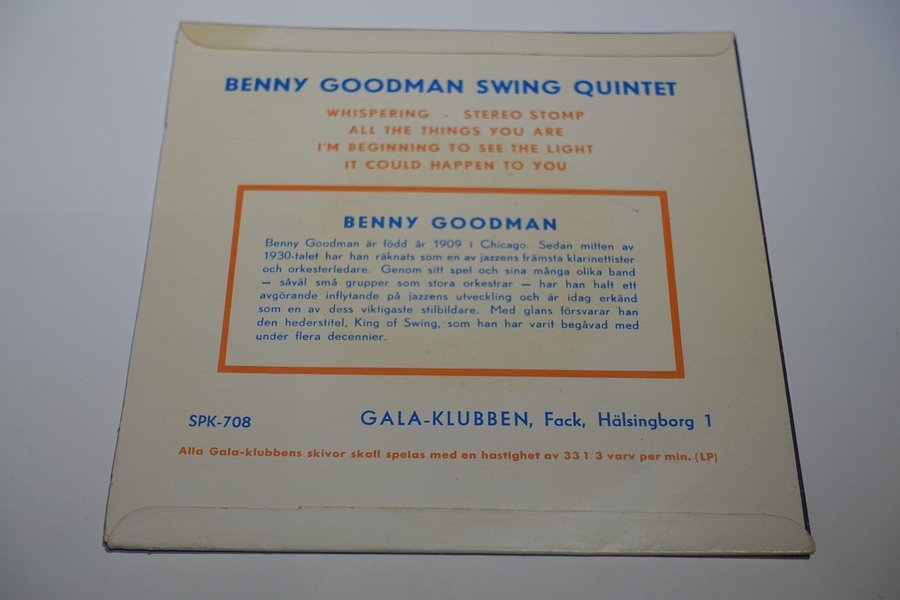 BENNY GOODMAN SWING QUINTET
WHISPERING - STEREO STOMP
ALL THE THINGS YOU ARE
I'M BEGINNING TO SEE THE LIGHT
IT COULD HAPPEN TO YOU
BENNY GOODMAN
Benny Goodman är född år 1909 i Chicago. Sedan mitten av
1930-talet har han räknats som en av jazzens främsta klarinettister
och orkesterledare. Genom sitt spel och sina många olika band
— såväl små grupper som stora orkestrar — har han haft ett
avgörande inflytande på jazzens utveckling och är idag erkänd
som en av dess viktigaste stilbildare. Med glans försvarar han
den hederstitel, King of Swing, som han har varit begåvad med
under flera decennier.
SPK-708 GALA-KLUBBEN, Fack, Hälsingborg 1
Alla Gala-klubbens skivor skall spelas med en hastighet av 33 1/3 varv per min. (LP)